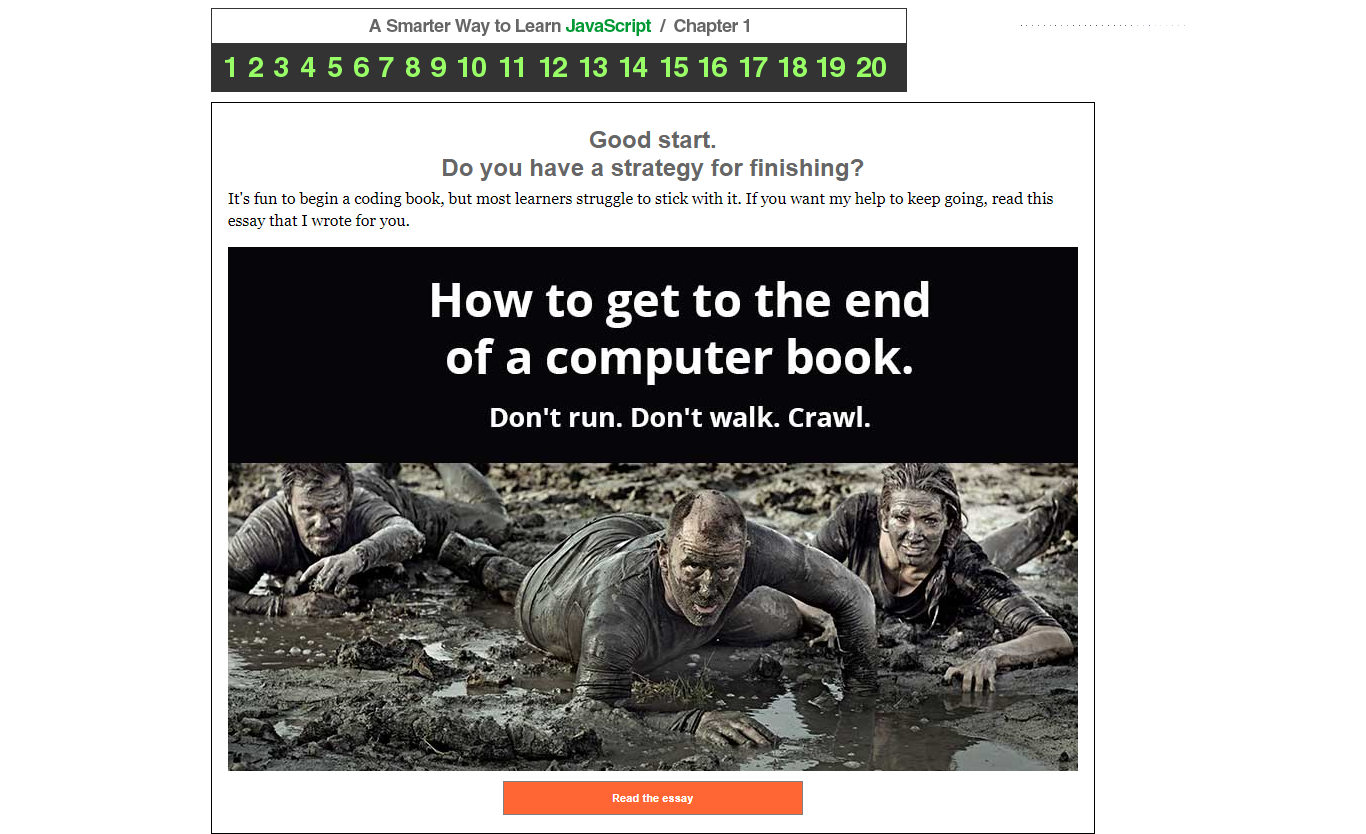 A Smarter Way to Learn JavaScript / Chapter 1
1 2 3 4 5 6 7 8 9 10 11 12 13 14 15 16 17 18 19 20
Good start.
Do you have a strategy for finishing?
It's fun to begin a coding book, but most learners struggle to stick with it. If you want my help to keep going, read this
essay that I wrote for you.
How to get to the end
of a computer book.
Don't run. Don't walk. Crawl.
Read the essay